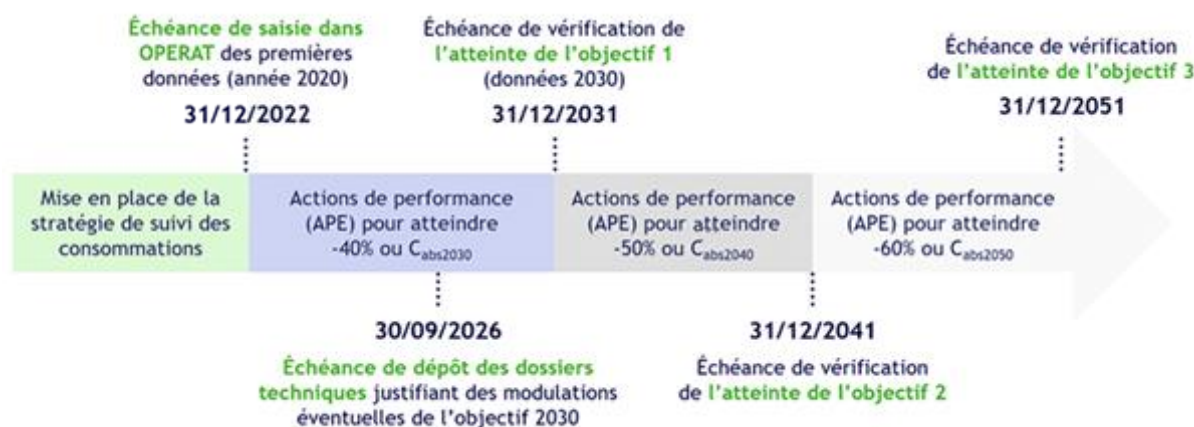 Échéance de saisie dans
OPERAT des premières
données (année 2020)
31/12/2022
Échéance de vérification de
l’atteinte de l’objectif 1
(données 2030)
31/12/2031
Échéance de vérification
de l’atteinte de l’objectif 3
31/12/2051
Mise en place de la
stratégie de suivi des
consommations
Actions de performance
(APE) pour atteindre
-40% ou Cabs2030
Actions de performance
(APE) pour atteindre
-50% ou Cabs2040
Actions de performance
(APE) pour atteindre
-60% ou Cabs2050
30/09/2026
Échéance de dépôt des dossiers
techniques justifiant des modulations
éventuelles de l’objectif 2030
31/12/2041
Échéance de vérification
de l’atteinte de l’objectif 2